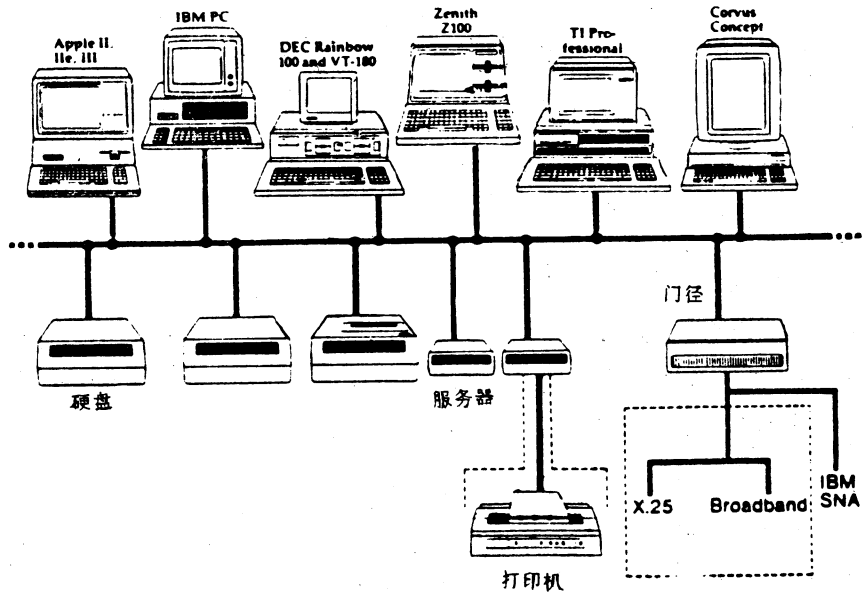 Apple II.
IIe. III
IBM PC
DEC Rainbow
100 and VT-180
Zenith
Z100
TI Pro-
fessional
Corvus
Concept
门径
硬盘
服务器
X.25
Broadband
IBM
SNA
打印机